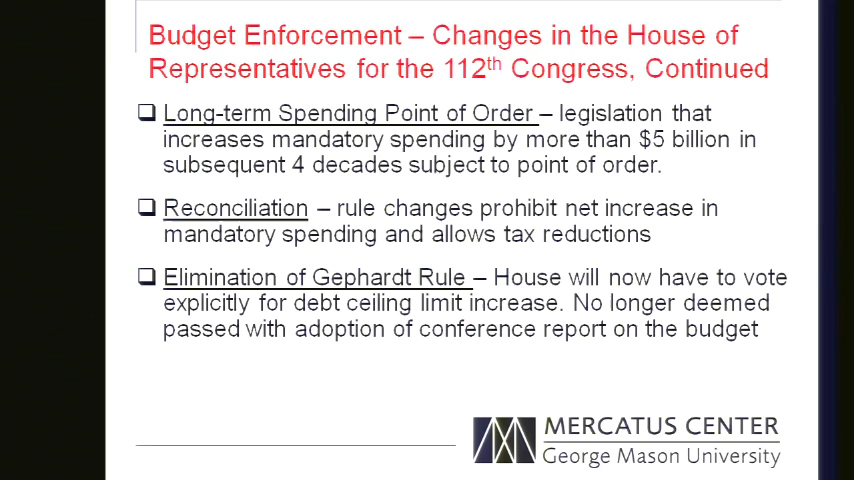 Budget Enforcement – Changes in the House of
Representatives for the 112th Congress, Continued
Long-term Spending Point of Order – legislation that
increases mandatory spending by more than $5 billion in
subsequent 4 decades subject to point of order.
Reconciliation – rule changes prohibit net increase in
mandatory spending and allows tax reductions
Elimination of Gephardt Rule – House will now have to vote
explicitly for debt ceiling limit increase. No longer deemed
passed with adoption of conference report on the budget
MERCATUS CENTER
George Mason University